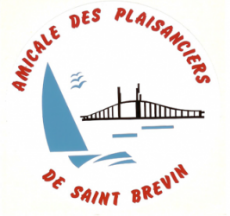 AMICALE DES PLAISANCIERS
DE SAINT BREVIN